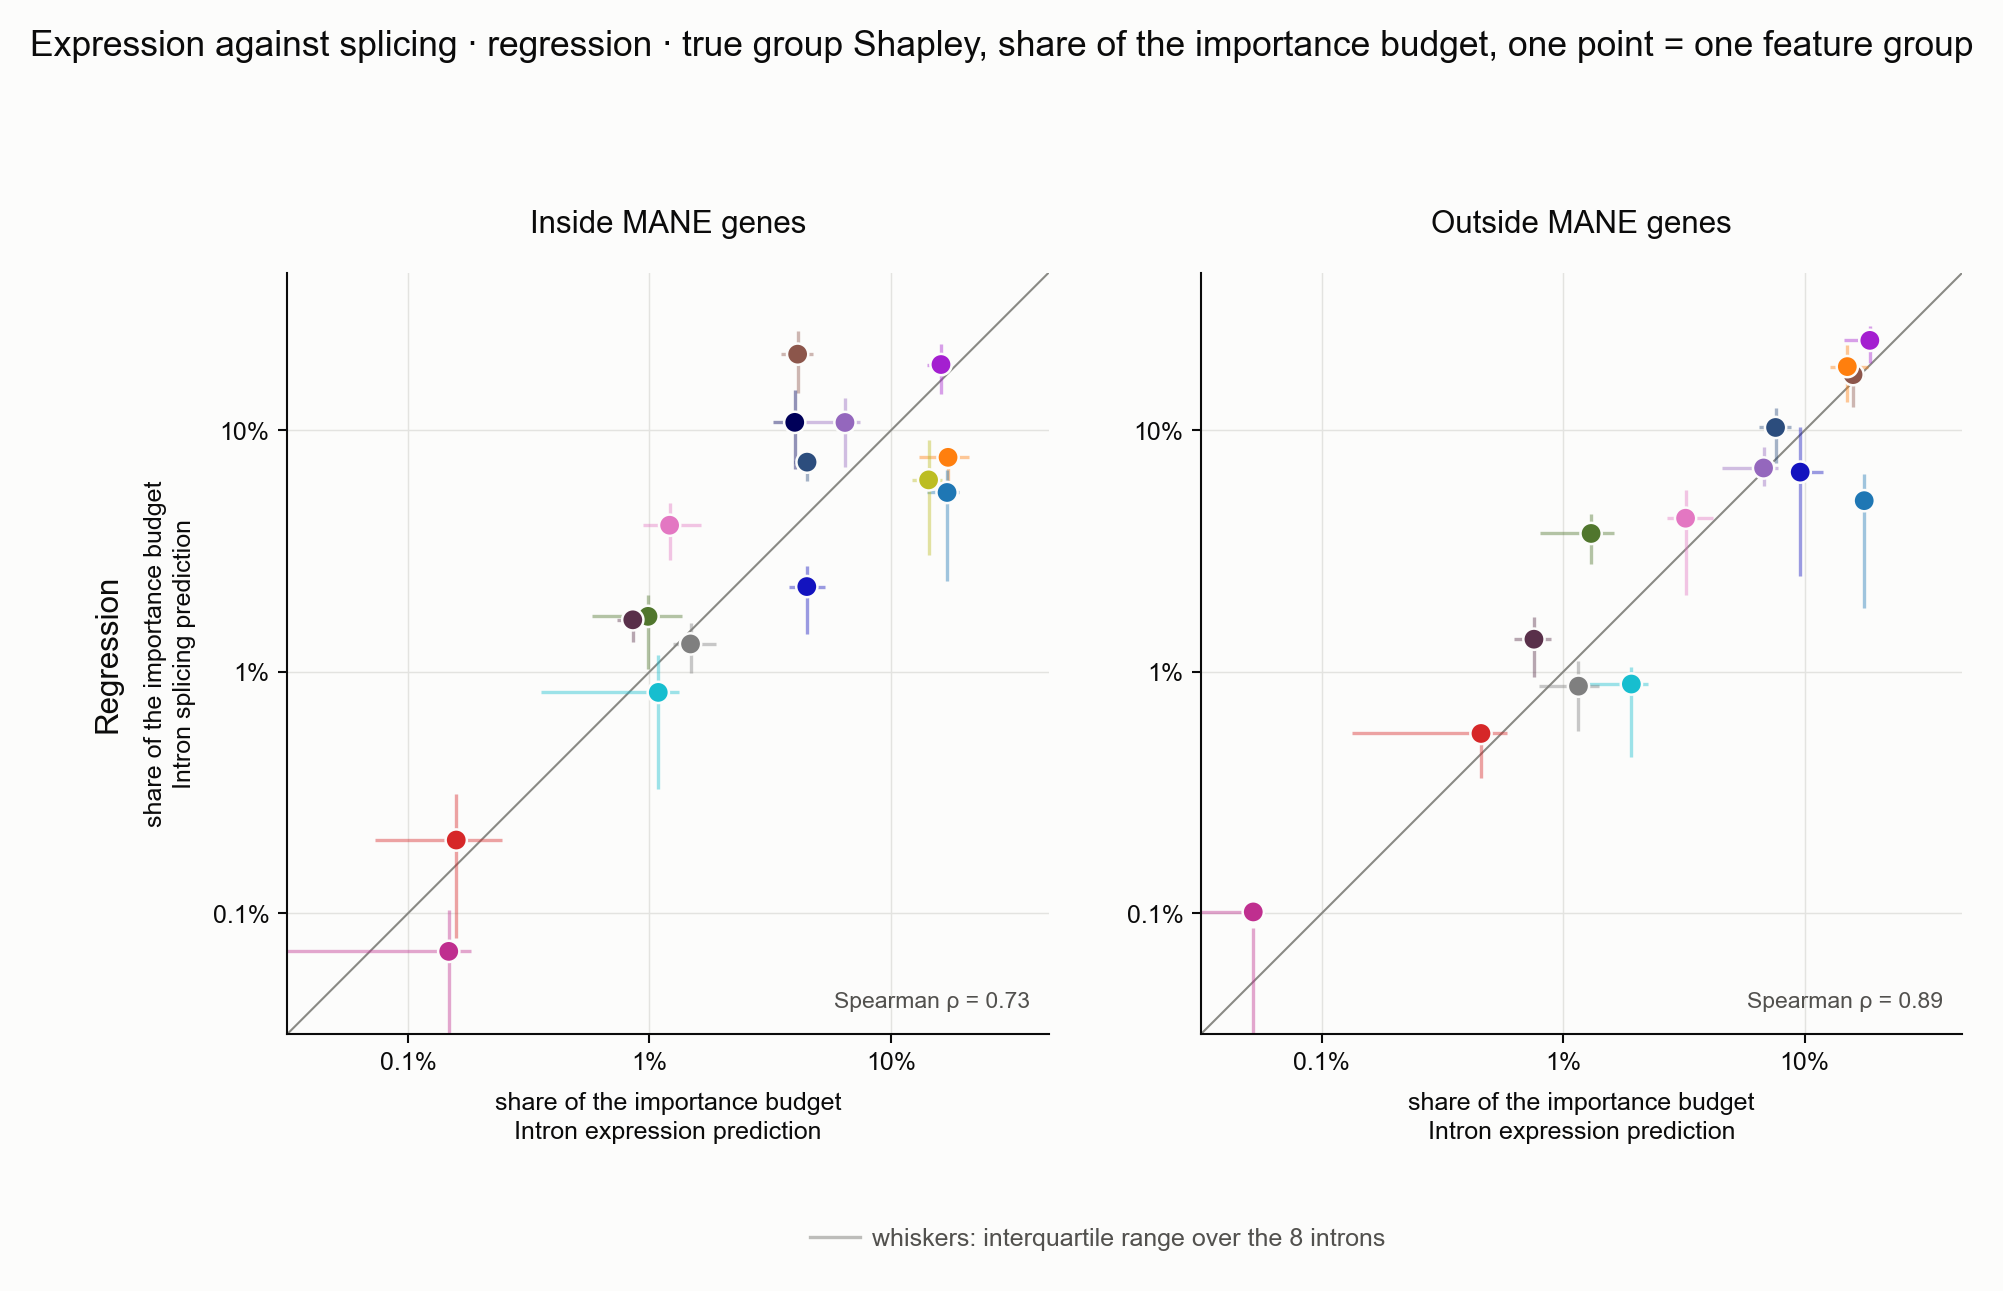 Expression against splicing · regression · true group Shapley, share of the importance budget, one point = one feature group
Inside MANE genes
Outside MANE genes
Regression
share of the importance budget
Intron splicing prediction
10%
1%
0.1%
Spearman ρ = 0.73
0.1%
1%
10%
share of the importance budget
Intron expression prediction
10%
1%
0.1%
Spearman ρ = 0.89
0.1%
1%
10%
share of the importance budget
Intron expression prediction
whiskers: interquartile range over the 8 introns